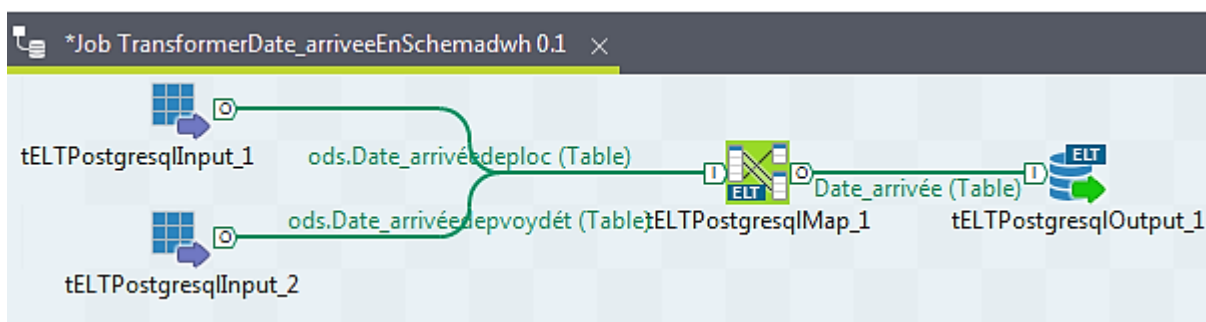 *Job TransformerDate_arriveeEnSchemadwh 0.1
O
tELTPostgresqlInput_1
ods.Date_arrivéedeploc (Table)
I
ELT
O
Date_arrivée (Table)
I
ELT
ods.Date_arrivéedepvoydét (Table)
tELTPostgresqlMap_1
tELTPostgresqlOutput_1
O
tELTPostgresqlInput_2